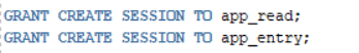 GRANT CREATE SESSION TO app_read;
GRANT CREATE SESSION TO app_entry;